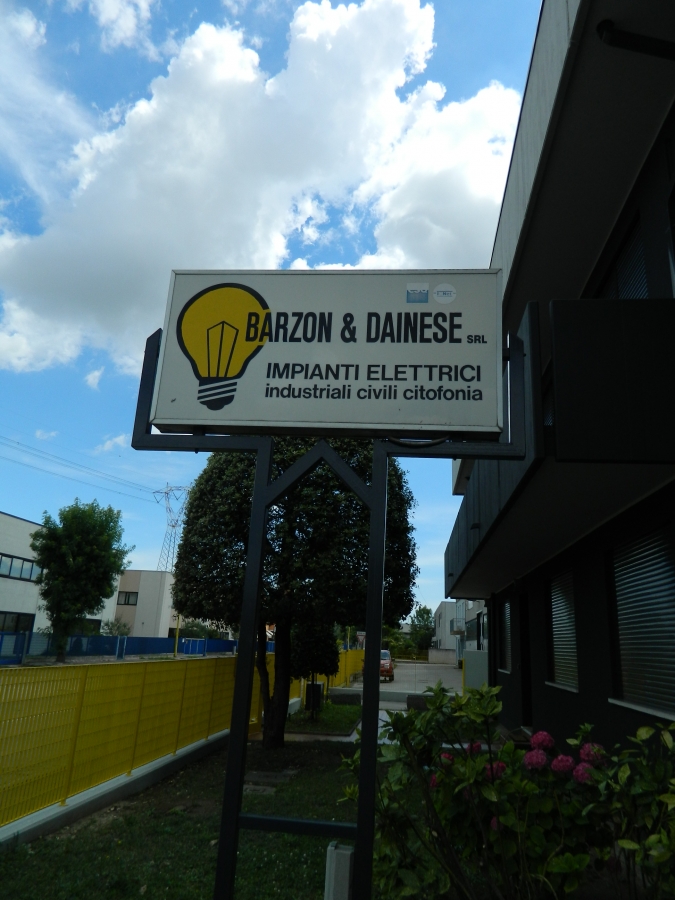 BARZON & DAINESE SRL
IMPIANTI ELETTRICI
industriali civili citofonia